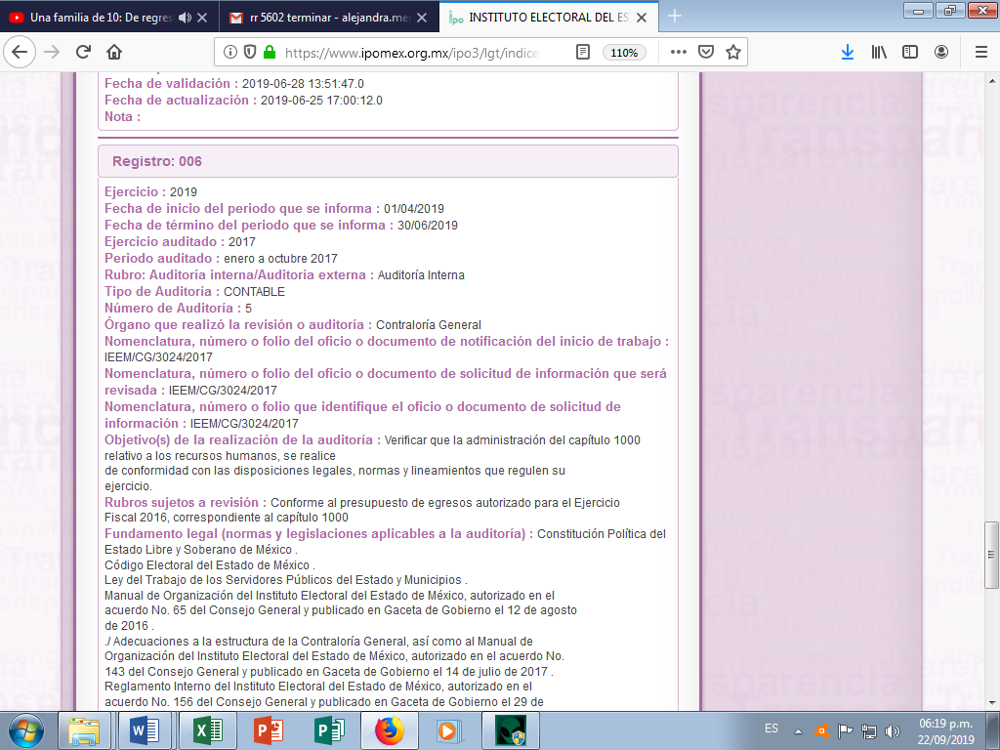 Una familia de 10: De regres
rr 5602 terminar - alejandra.me
INSTITUTO ELECTORAL DEL ES
https://www.ipomex.org.mx/ipo3/lgt/indice
110%
Fecha de validación : 2019-06-28 13:51:47.0
Fecha de actualización : 2019-06-25 17:00:12.0
Nota :
Registro: 006
Ejercicio : 2019
Fecha de inicio del periodo que se informa : 01/04/2019
Fecha de término del periodo que se informa : 30/06/2019
Ejercicio auditado : 2017
Periodo auditado : enero a octubre 2017
Rubro: Auditoría interna/Auditoría externa : Auditoría Interna
Tipo de Auditoría : CONTABLE
Número de Auditoría : 5
Órgano que realizó la revisión o auditoría : Contraloría General
Nomenclatura, número o folio del oficio o documento de notificación del inicio de trabajo :
IEEM/CG/3024/2017
Nomenclatura, número o folio del oficio o documento de solicitud de información que será
revisada : IEEM/CG/3024/2017
Nomenclatura, número o folio que identifique el oficio o documento de solicitud de
información : IEEM/CG/3024/2017
Objetivo(s) de la realización de la auditoría : Verificar que la administración del capítulo 1000
relativo a los recursos humanos, se realice
de conformidad con las disposiciones legales, normas y lineamientos que regulen su
ejercicio.
Rubros sujetos a revisión : Conforme al presupuesto de egresos autorizado para el Ejercicio
Fiscal 2016, correspondiente al capítulo 1000
Fundamento legal (normas y legislaciones aplicables a la auditoría) : Constitución Política del
Estado Libre y Soberano de México .
Código Electoral del Estado de México .
Ley del Trabajo de los Servidores Públicos del Estado y Municipios .
Manual de Organización del Instituto Electoral del Estado de México, autorizado en el
acuerdo No. 65 del Consejo General y publicado en Gaceta de Gobierno el 12 de agosto
de 2016 .
./ Adecuaciones a la estructura de la Contraloría General, así como al Manual de
Organización del Instituto Electoral del Estado de México, autorizado en el acuerdo No.
143 del Consejo General y publicado en Gaceta de Gobierno el 14 de julio de 2017 .
Reglamento Interno del Instituto Electoral del Estado de México, autorizado en el
acuerdo No. 156 del Consejo General y publicado en Gaceta de Gobierno el 29 de
ES
06:19 p.m.
22/09/2019